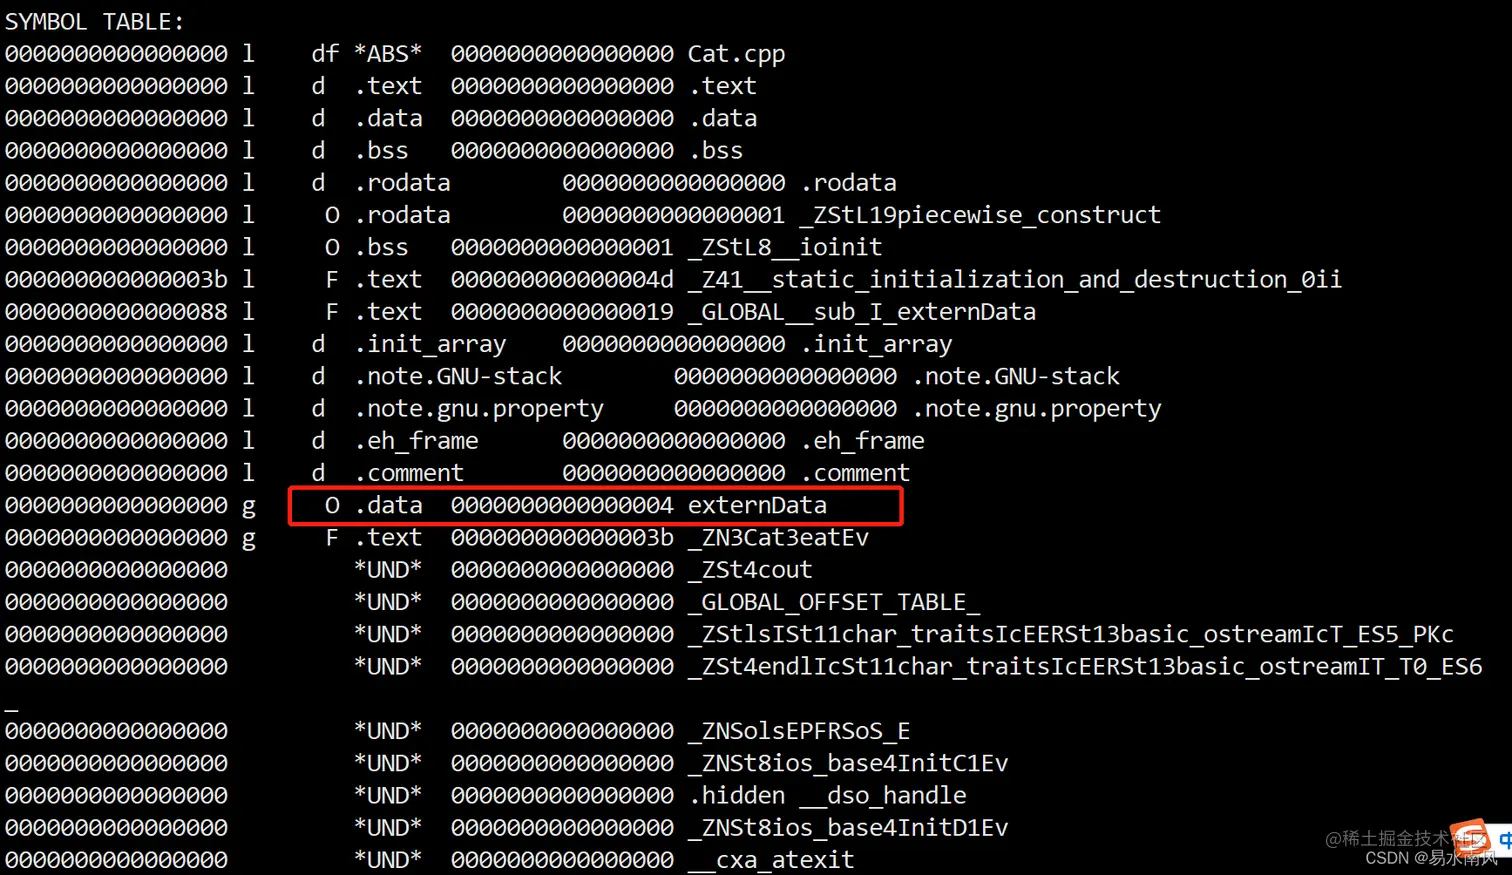 SYMBOL TABLE:
0000000000000000 l    df *ABS*  0000000000000000 Cat.cpp
0000000000000000 l    d  .text  0000000000000000 .text
0000000000000000 l    d  .data  0000000000000000 .data
0000000000000000 l    d  .bss   0000000000000000 .bss
0000000000000000 l    d  .rodata        0000000000000000 .rodata
0000000000000000 l     O .rodata        0000000000000001 _ZStL19piecewise_construct
0000000000000000 l     O .bss   0000000000000001 _ZStL8__ioinit
000000000000003b l     F .text  000000000000004d _Z41__static_initialization_and_destruction_0ii
0000000000000088 l     F .text  0000000000000019 _GLOBAL__sub_I_externData
0000000000000000 l    d  .init_array    0000000000000000 .init_array
0000000000000000 l    d  .note.GNU-stack        0000000000000000 .note.GNU-stack
0000000000000000 l    d  .note.gnu.property     0000000000000000 .note.gnu.property
0000000000000000 l    d  .eh_frame      0000000000000000 .eh_frame
0000000000000000 l    d  .comment       0000000000000000 .comment
0000000000000000 g     O .data  0000000000000004 externData
0000000000000000 g     F .text  000000000000003b _ZN3Cat3eatEv
0000000000000000         *UND*  0000000000000000 _ZSt4cout
0000000000000000         *UND*  0000000000000000 _GLOBAL_OFFSET_TABLE_
0000000000000000         *UND*  0000000000000000 _ZStlsISt11char_traitsIcEERSt13basic_ostreamIcT_ES5_PKc
0000000000000000         *UND*  0000000000000000 _ZSt4endlIcSt11char_traitsIcEERSt13basic_ostreamIT_T0_ES6
_
0000000000000000         *UND*  0000000000000000 _ZNSolsEPFRSoS_E
0000000000000000         *UND*  0000000000000000 _ZNSt8ios_base4InitC1Ev
0000000000000000         *UND*  0000000000000000 .hidden __dso_handle
0000000000000000         *UND*  0000000000000000 _ZNSt8ios_base4InitD1Ev
0000000000000000         *UND*  0000000000000000 __cxa_atexit
@稀土掘金技术社区
CSDN @易水南风